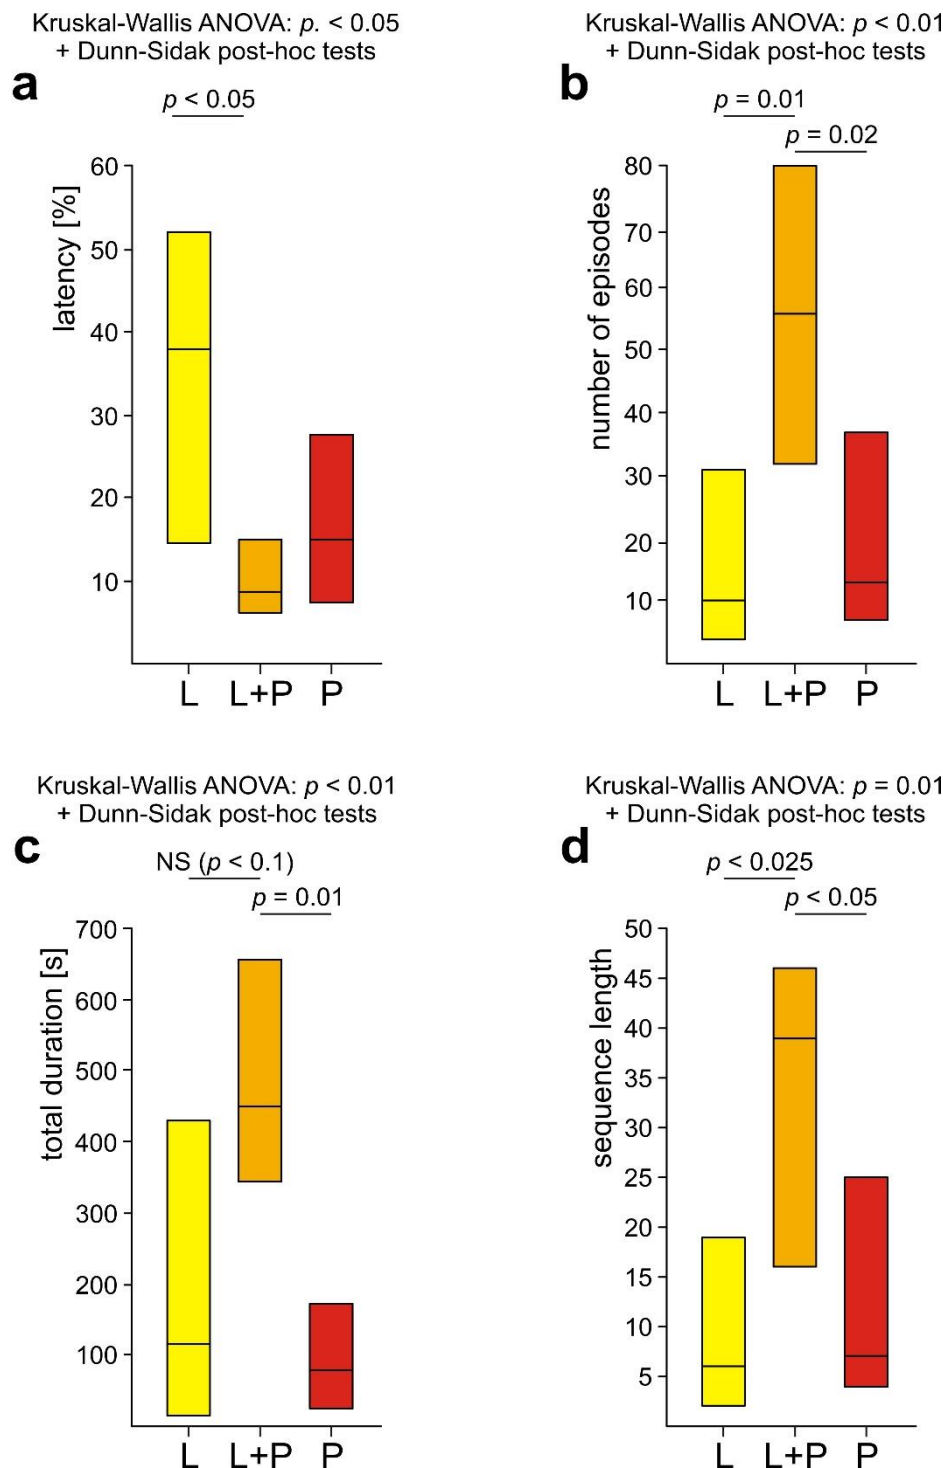 Kruskal-Wallis ANOVA: p. < 0.05
+ Dunn-Sidak post-hoc tests
a
p < 0.05
latency [%]
60
50
40
30
20
10
L L+P P
Kruskal-Wallis ANOVA: p < 0.01
+ Dunn-Sidak post-hoc tests
b
p = 0.01
p = 0.02
number of episodes
80
70
60
50
40
30
20
10
L L+P P
Kruskal-Wallis ANOVA: p < 0.01
+ Dunn-Sidak post-hoc tests
c
NS (p < 0.1)
p = 0.01
total duration [s]
700
600
500
400
300
200
100
L L+P P
Kruskal-Wallis ANOVA: p = 0.01
+ Dunn-Sidak post-hoc tests
d
p < 0.025
p < 0.05
sequence length
50
45
40
35
30
25
20
15
10
5
L L+P P